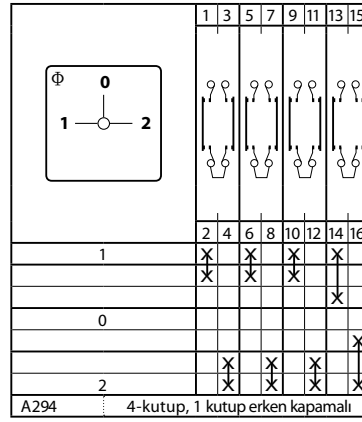 1 3 5 7 9 11 13 15
Φ 0
1 2
2 4 6 8 10 12 14 16
1 X X X X
X X X
X
0
X
X X X
2 X X X X
A294 4-kutup, 1 kutup erken kapamalı